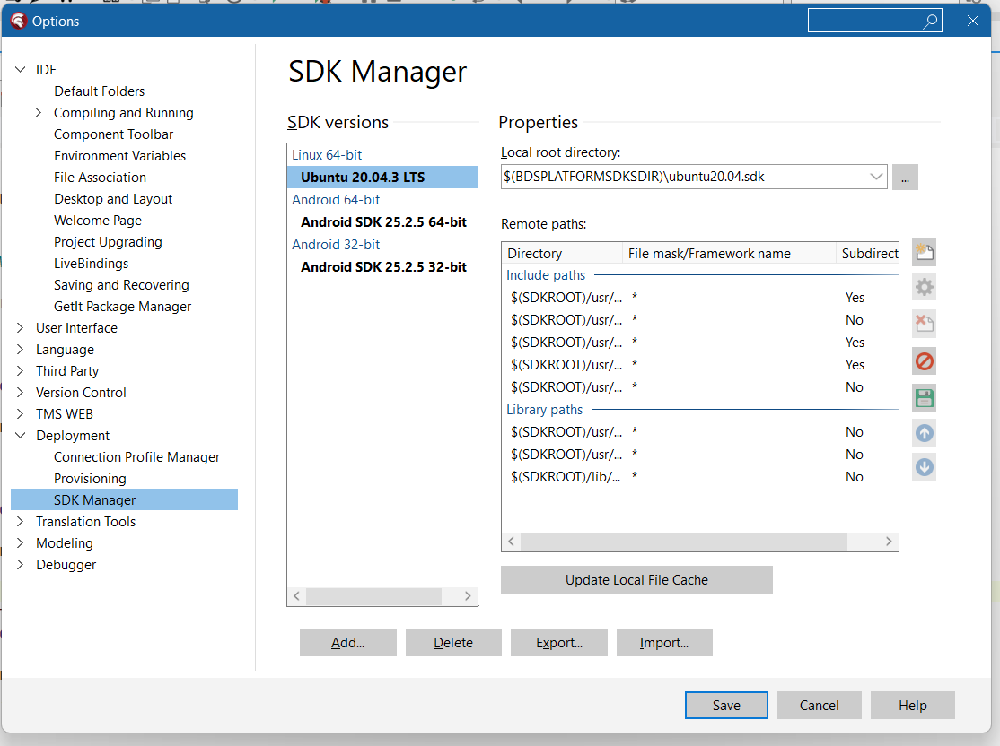 Options
IDE
Default Folders
Compiling and Running
Component Toolbar
Environment Variables
File Association
Desktop and Layout
Welcome Page
Project Upgrading
LiveBindings
Saving and Recovering
GetIt Package Manager
User Interface
Language
Third Party
Version Control
TMS WEB
Deployment
Connection Profile Manager
Provisioning
SDK Manager
Translation Tools
Modeling
Debugger
SDK Manager
SDK versions
Linux 64-bit
Ubuntu 20.04.3 LTS
Android 64-bit
Android SDK 25.2.5 64-bit
Android 32-bit
Android SDK 25.2.5 32-bit
Properties
Local root directory:
$(BDSPLATFORMSDKSDIR)\ubuntu20.04.sdk
...
Remote paths:
Directory File mask/Framework name Subdirect
Include paths
$(SDKROOT)/usr/... * Yes
$(SDKROOT)/usr/... * No
$(SDKROOT)/usr/... * Yes
$(SDKROOT)/usr/... * Yes
$(SDKROOT)/usr/... * No
Library paths
$(SDKROOT)/usr/... * No
$(SDKROOT)/usr/... * No
$(SDKROOT)/lib/... * No
Update Local File Cache
Add... Delete Export... Import...
Save Cancel Help